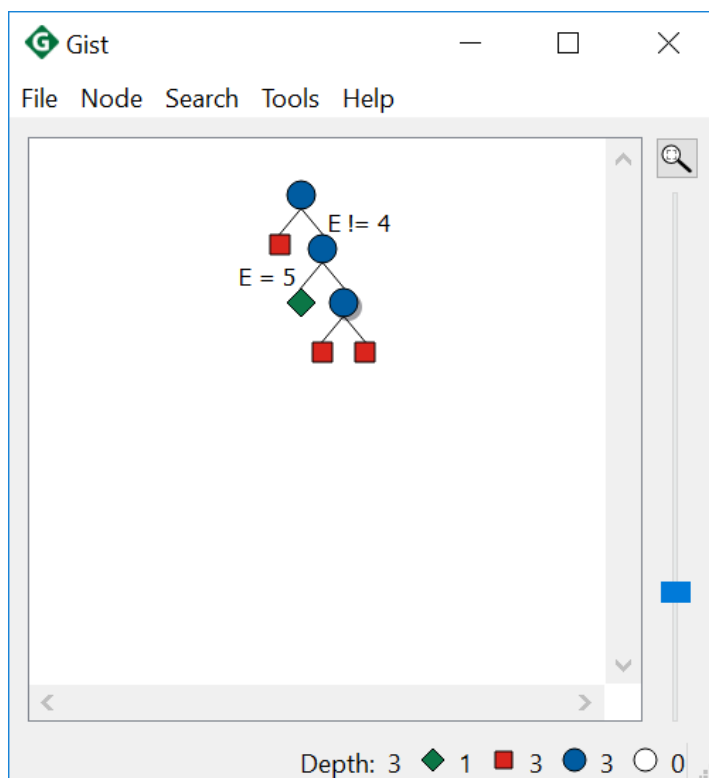 Gist
File Node Search Tools Help
E != 4
E = 5
Depth: 3 1 3 3 0